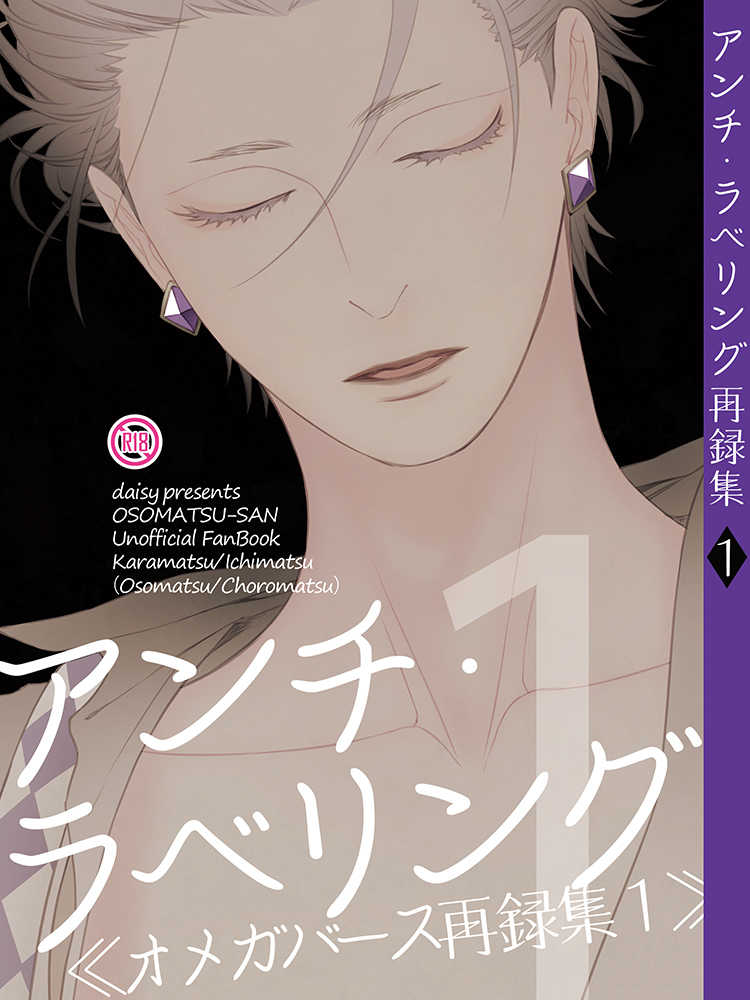 R18
daisy presents
OSOMATSU-SAN
Unofficial FanBook
Karamatsu/Ichimatsu
(Osomatsu/Choromatsu)
1
アンチ・
ラベリング
《オメガバース再録集1》
アンチ・ラベリング再録集
1